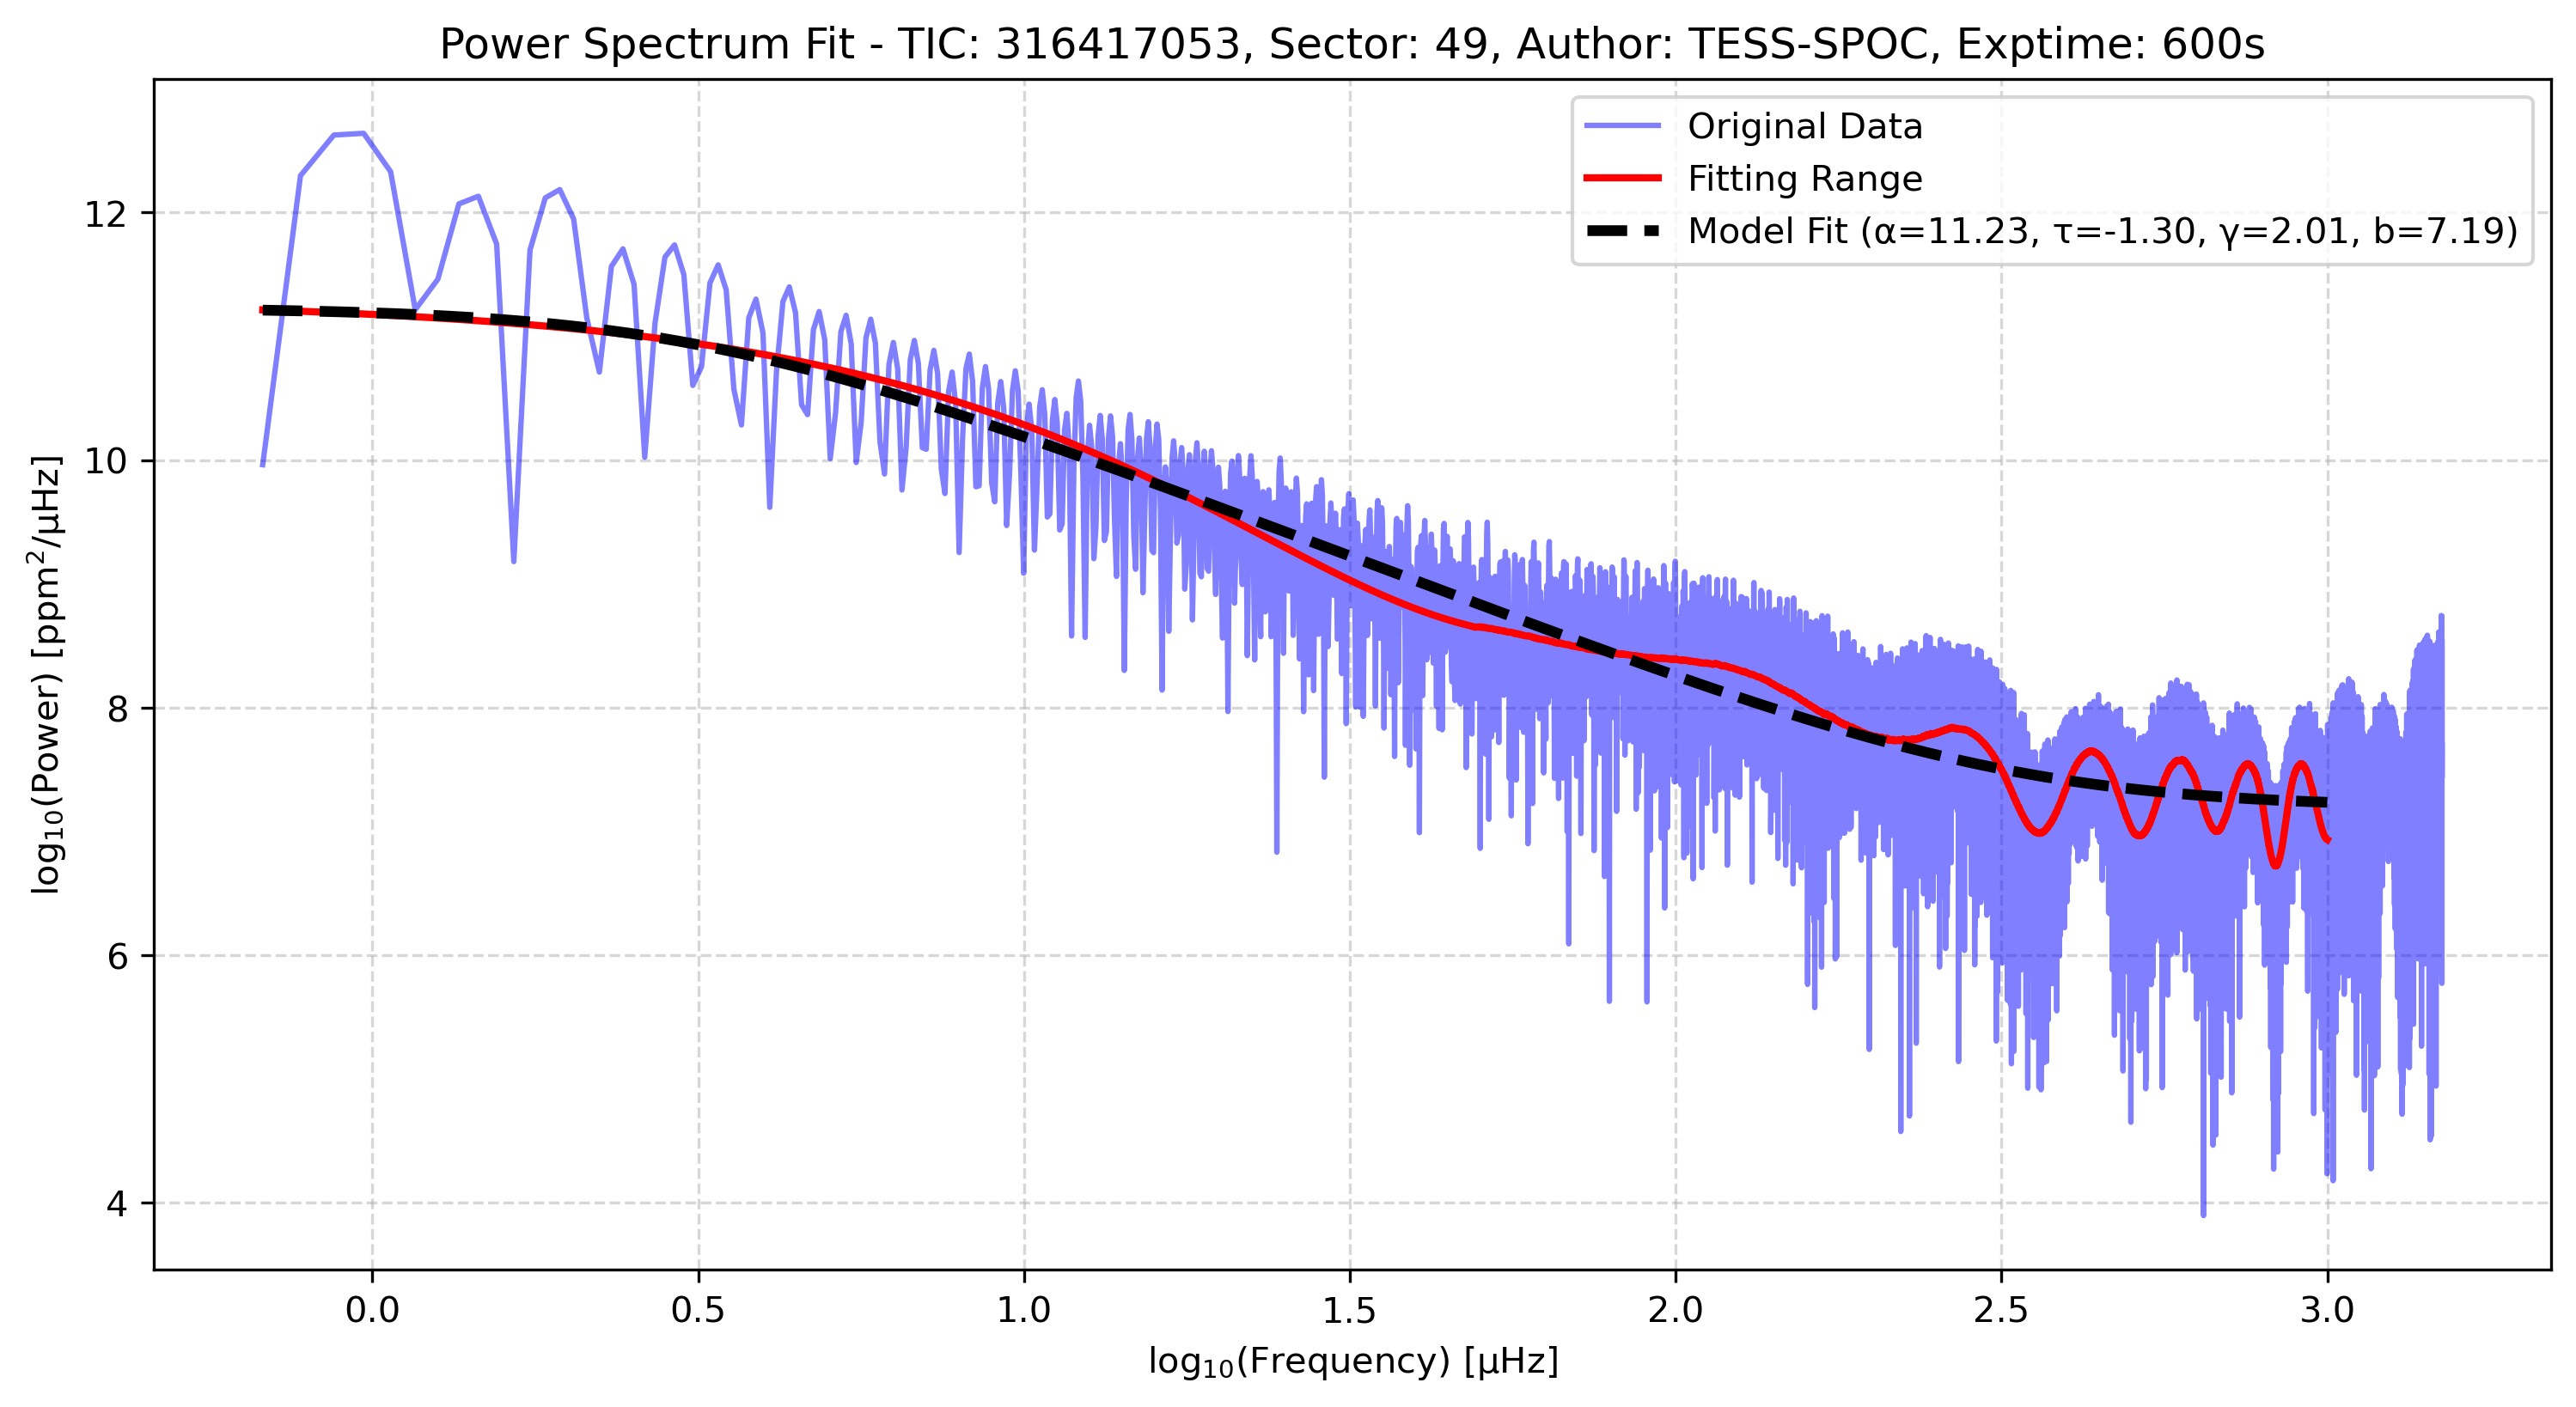 Power Spectrum Fit - TIC: 316417053, Sector: 49, Author: TESS-SPOC, Exptime: 600s
Original Data
Fitting Range
Model Fit (α=11.23, τ=-1.30, γ=2.01, b=7.19)
log₁₀(Power) [ppm²/μHz]
12
10
8
6
4
0.0 0.5 1.0 1.5 2.0 2.5 3.0
log₁₀(Frequency) [μHz]